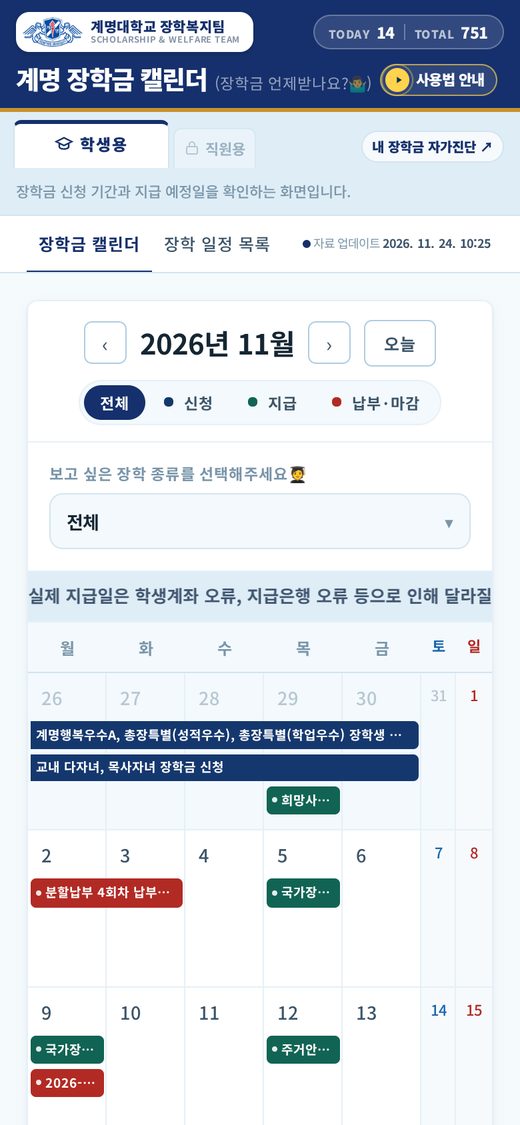 계명대학교 장학복지팀
SCHOLARSHIP & WELFARE TEAM
TODAY 14 | TOTAL 751
계명 장학금 캘린더 (장학금 언제받나요?🤷‍♂️) 사용법 안내
학생용
직원용
내 장학금 자가진단 ↗
장학금 신청 기간과 지급 예정일을 확인하는 화면입니다.
장학금 캘린더 장학 일정 목록 자료 업데이트 2026. 11. 24. 10:25
‹ 2026년 11월 › 오늘
전체 신청 지급 납부·마감
보고 싶은 장학 종류를 선택해주세요🧑‍🎓
전체 ▼
실제 지급일은 학생계좌 오류, 지급은행 오류 등으로 인해 달라질
월 화 수 목 금 토 일
26 27 28 29 30 31 1
계명행복우수A, 총장특별(성적우수), 총장특별(학업우수) 장학생 …
교내 다자녀, 목사자녀 장학금 신청
희망사…
2 3 4 5 6 7 8
분할납부 4회차 납부… 국가장…
9 10 11 12 13 14 15
국가장… 주거안…
2026-…